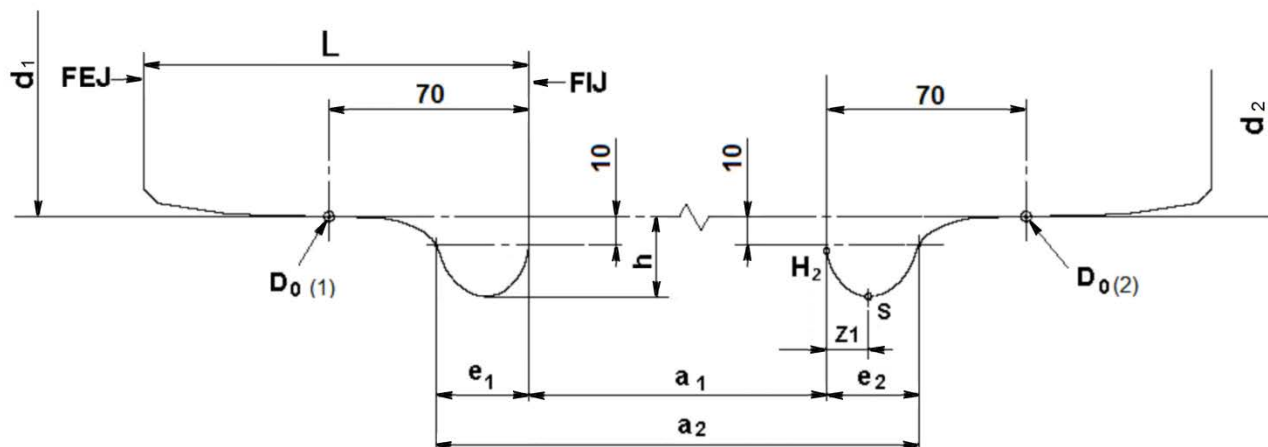 L
d₁
FEJ
FIJ
70
70
d₂
10
10
D₀ (1)
h
H₂
S
D₀(2)
Z1
e₁
a₁
e₂
a₂